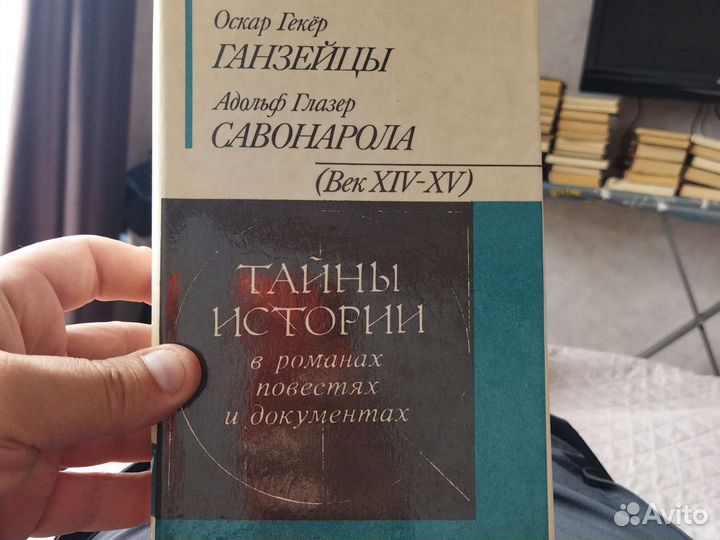 Оскар Гекёр
ГАНЗЕЙЦЫ
Адольф Глазер
САВОНАРОЛА
(Век XIV-XV)
ТАЙНЫ
ИСТОРИИ
в романах
повестях
и документах
Avito